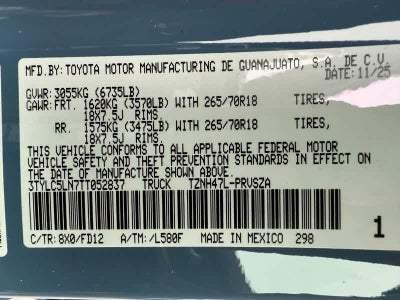 MFD.BY: TOYOTA MOTOR MANUFACTURING DE GUANAJUATO, S.A. DE C.V.
DATE: 11/25
GVWR: 3055KG (6735LB)
GAWR: FRT. 1620KG (3570LB) WITH 265/70R18 TIRES,
18X7.5J RIMS.
RR. 1575KG (3475LB) WITH 265/70R18 TIRES,
18X7.5J RIMS.
THIS VEHICLE CONFORMS TO ALL APPLICABLE FEDERAL MOTOR
VEHICLE SAFETY AND THEFT PREVENTION STANDARDS IN EFFECT ON
THE DATE OF MANUFACTURE SHOWN ABOVE.
3TYLC5LN7TT052837 TRUCK TZNH47L-PRVSZA
C/TR: 8X0/FD12 A/TM: /L580F MADE IN MEXICO 298
1